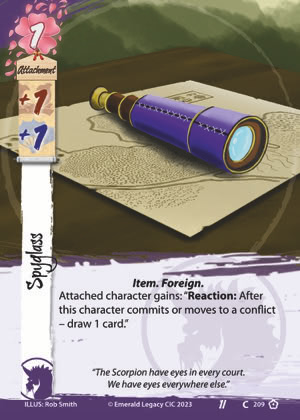 1
Attachment
+1
+1
Spyglass
Item. Foreign.
Attached character gains: “Reaction: After
this character commits or moves to a conflict
– draw 1 card.”
"The Scorpion have eyes in every court.
We have eyes everywhere else."
ILLUS: Rob Smith
© Emerald Legacy CIC 2023
C
209